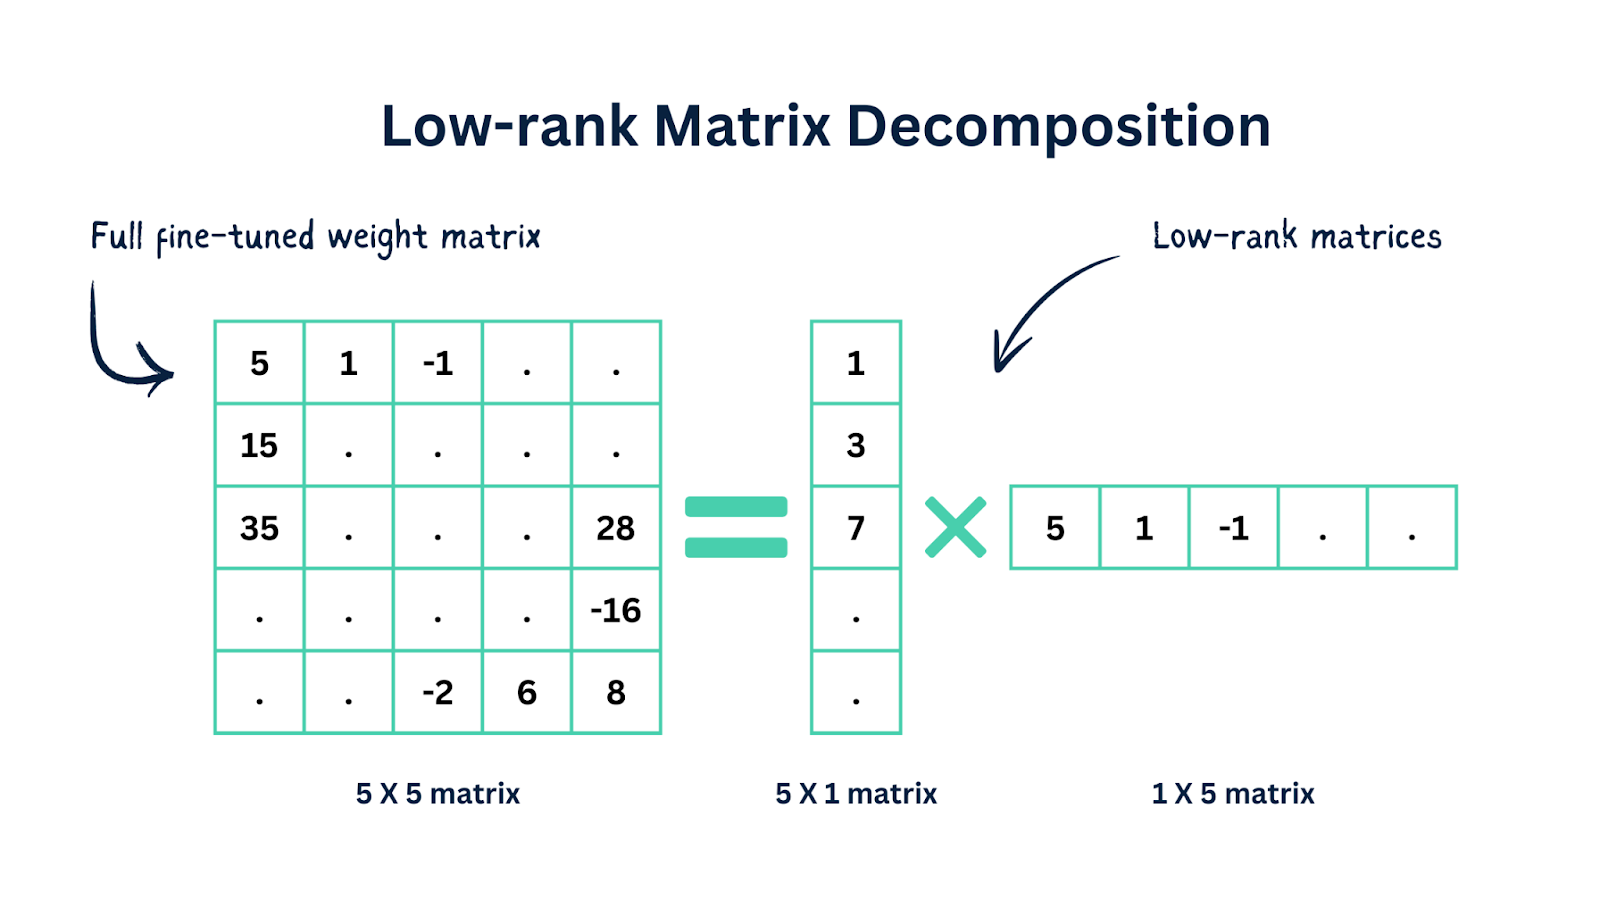 Low-rank Matrix Decomposition
Full fine-tuned weight matrix
Low-rank matrices
5 1 -1 . .
15 . . . .
35 . . . 28
. . . . -16
. . -2 6 8
=
1
3
7
.
.
×
5 1 -1 . .
5 X 5 matrix
5 X 1 matrix
1 X 5 matrix